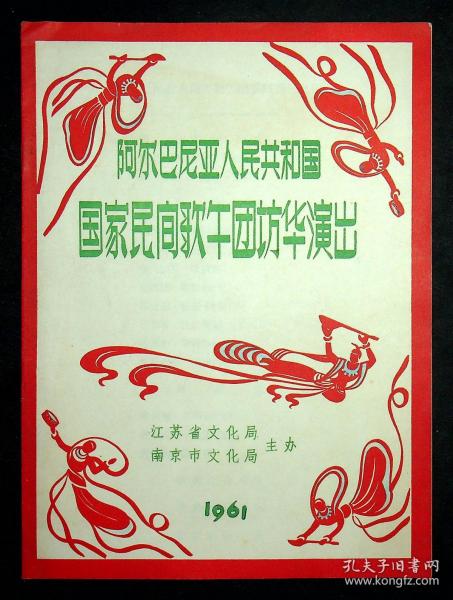 阿尔巴尼亚人民共和国
国家民间歌午团访华演出
江苏省文化局
南京市文化局
主办
1961
孔夫子旧书网
www.kongfz.com